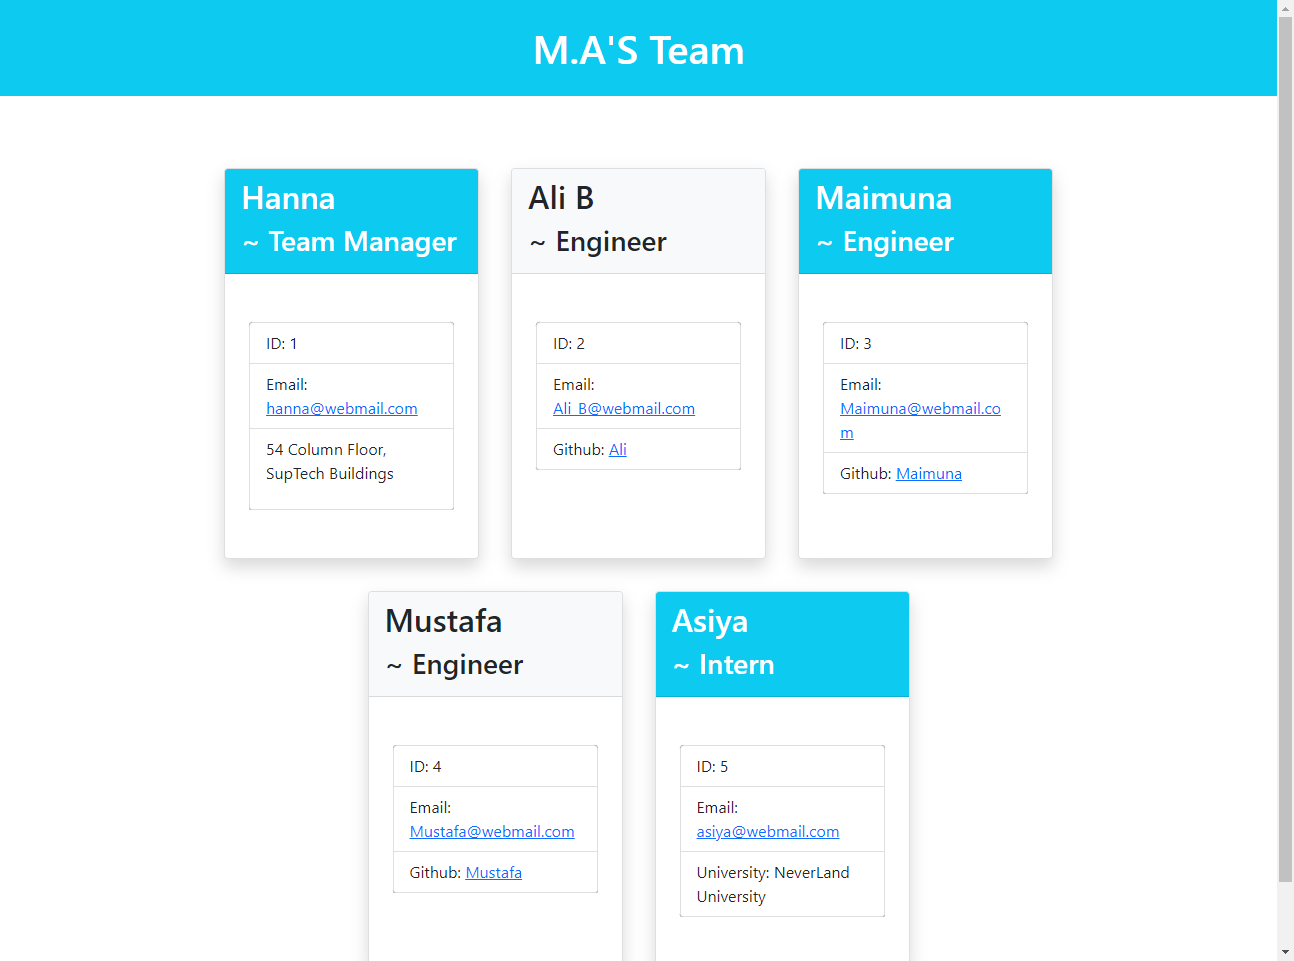 M.A'S Team
Hanna
~ Team Manager
ID: 1
Email:
hanna@webmail.com
54 Column Floor,
SupTech Buildings
Ali B
~ Engineer
ID: 2
Email:
Ali_B@webmail.com
Github: Ali
Maimuna
~ Engineer
ID: 3
Email:
Maimuna@webmail.co
m
Github: Maimuna
Mustafa
~ Engineer
ID: 4
Email:
Mustafa@webmail.com
Github: Mustafa
Asiya
~ Intern
ID: 5
Email:
asiya@webmail.com
University: NeverLand
University